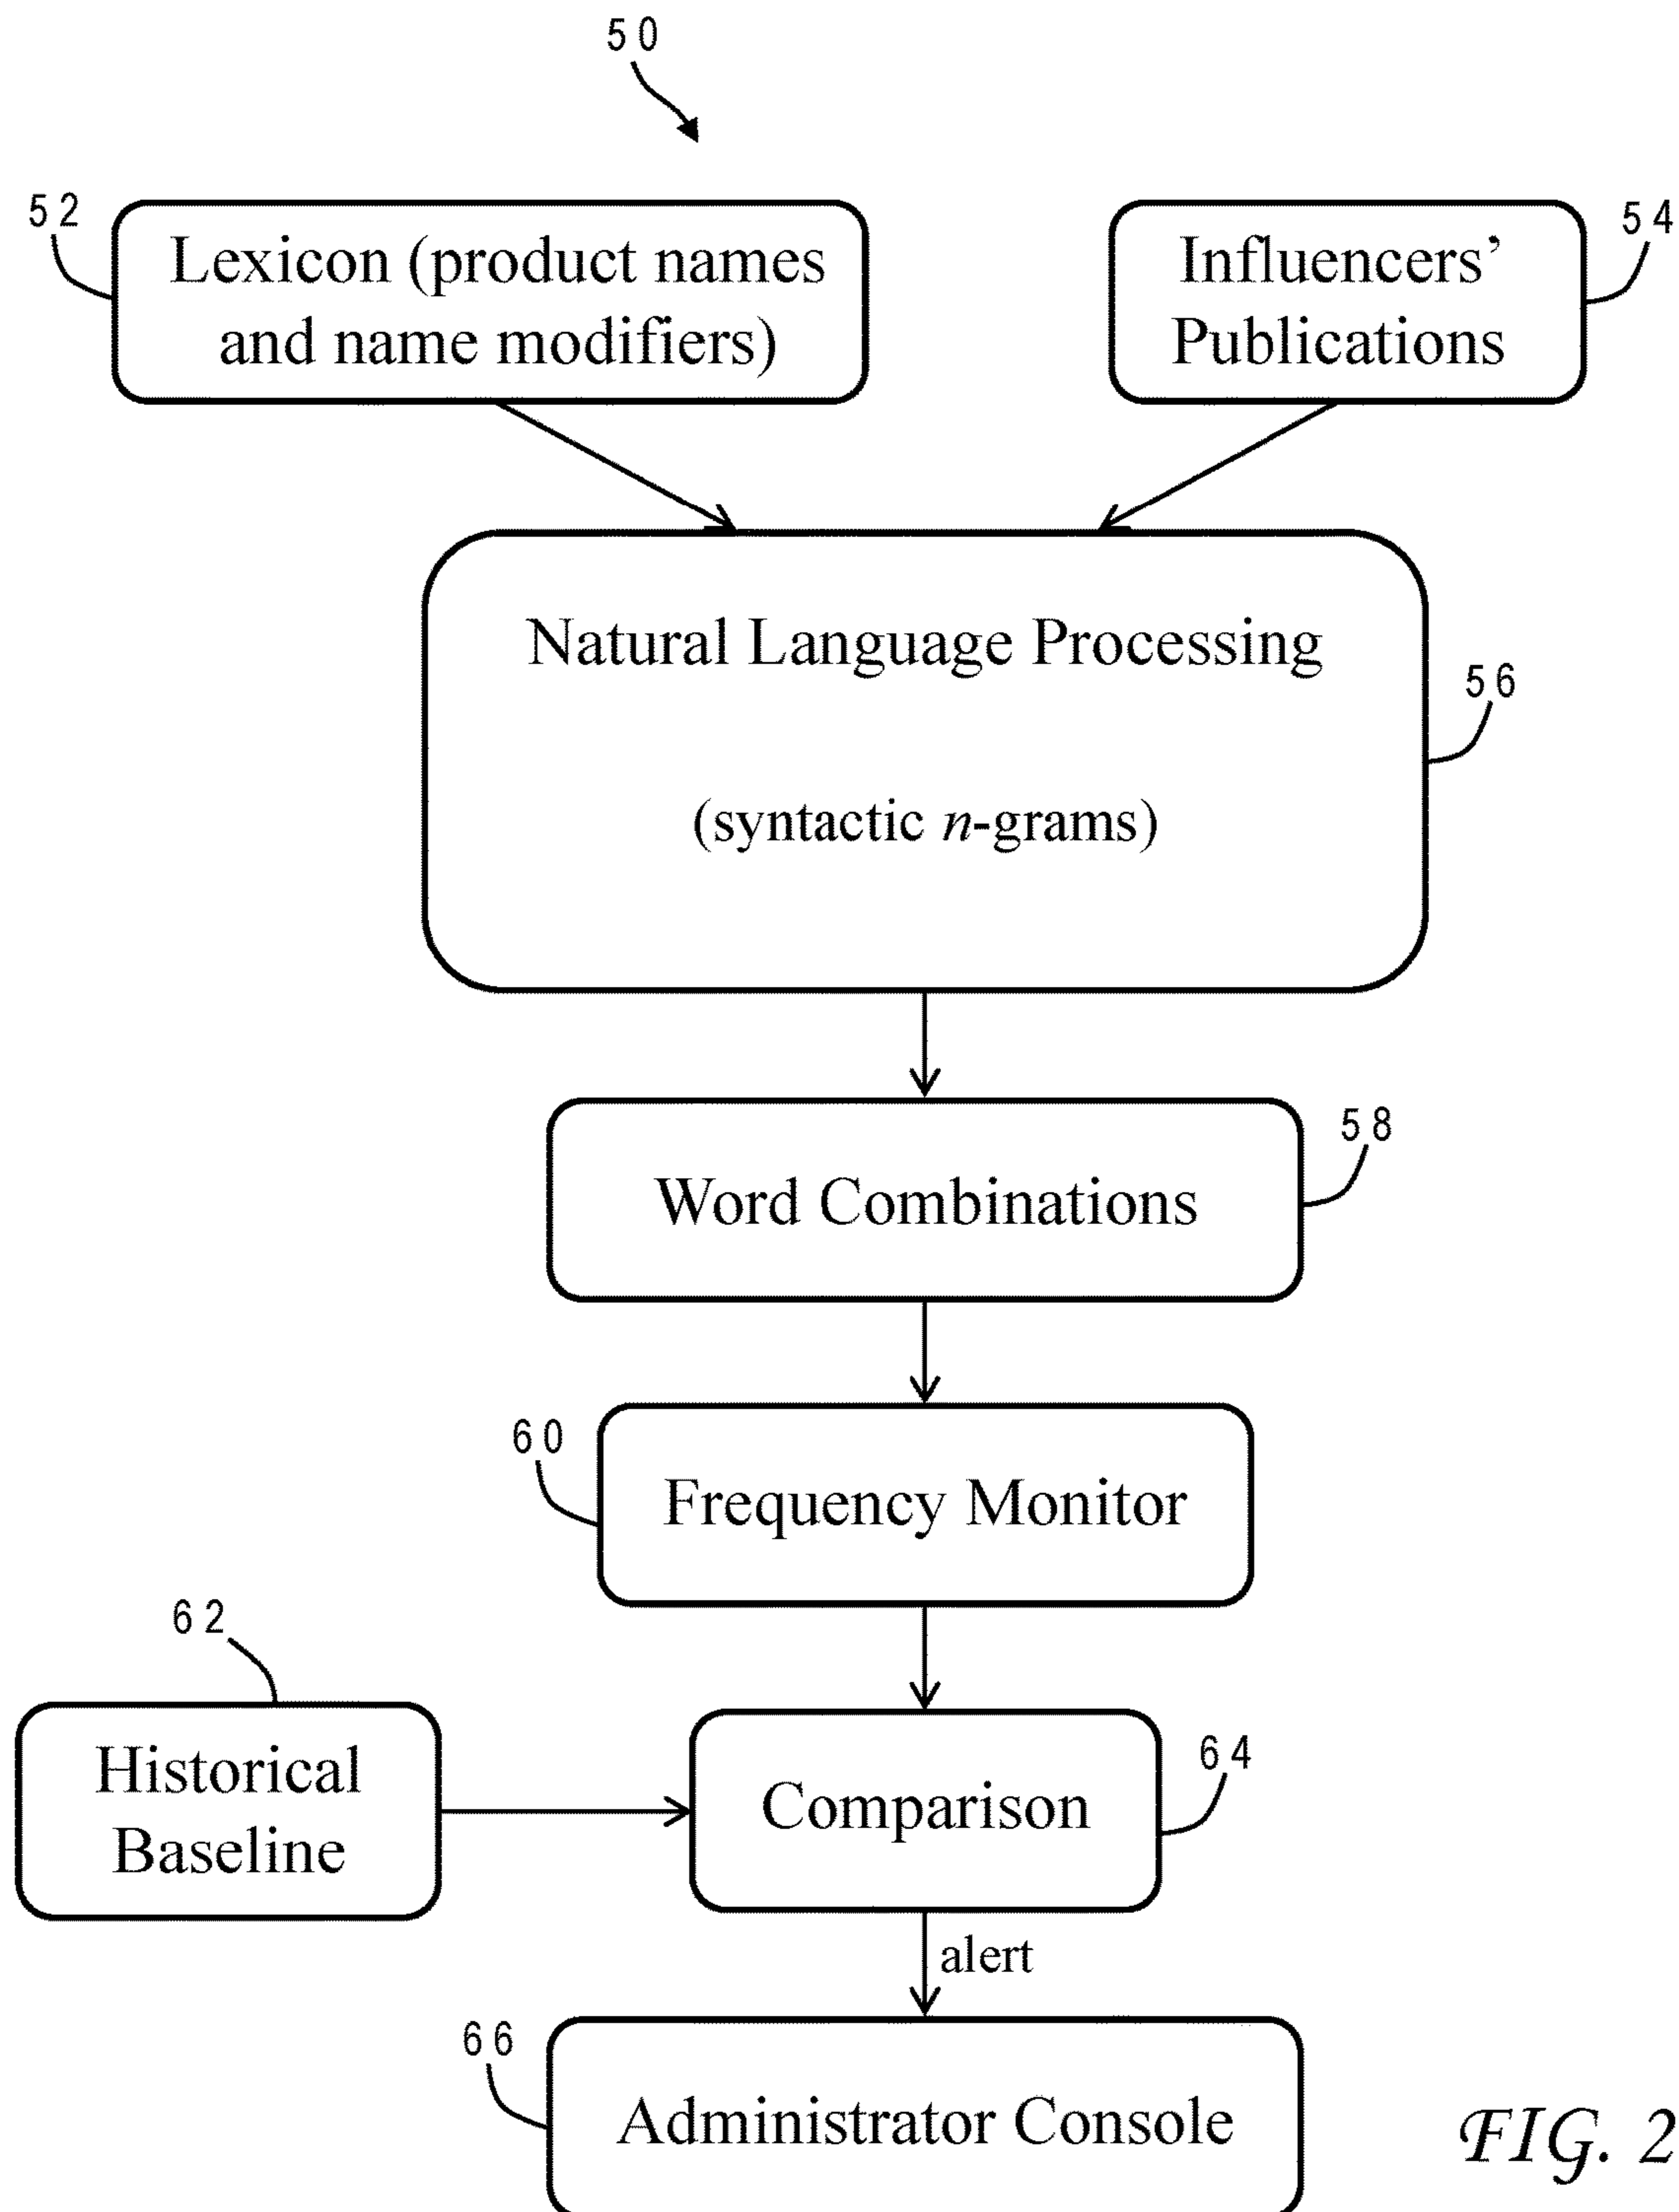 50
52
Lexicon (product names
and name modifiers)
54
Influencers’
Publications
Natural Language Processing
56
(syntactic n-grams)
58
Word Combinations
60
Frequency Monitor
62
Historical
Baseline
64
Comparison
alert
66
Administrator Console
FIG. 2